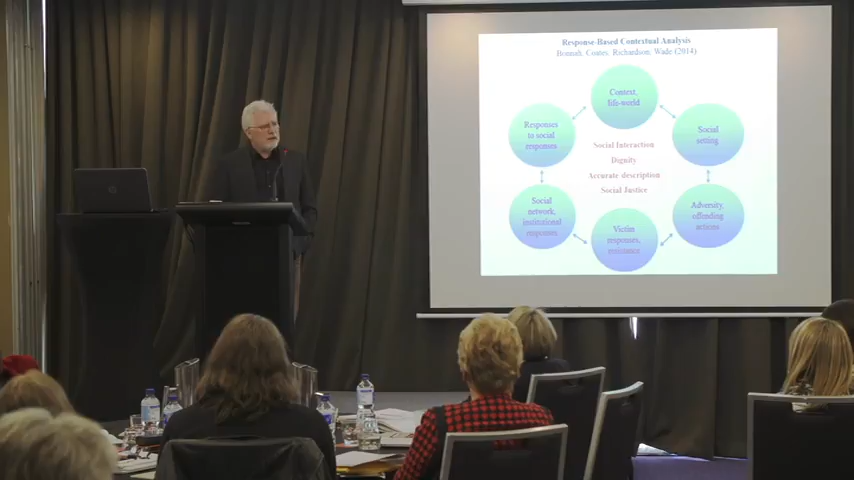 Response-Based Contextual Analysis
Bonnah, Coates, Richardson, Wade (2014)
Context,
life-world
Social
setting
Adversity,
offending
actions
Victim
responses,
resistance
Social
network,
institutional
responses
Responses
to social
responses
Social Interaction
Dignity
Accurate description
Social Justice